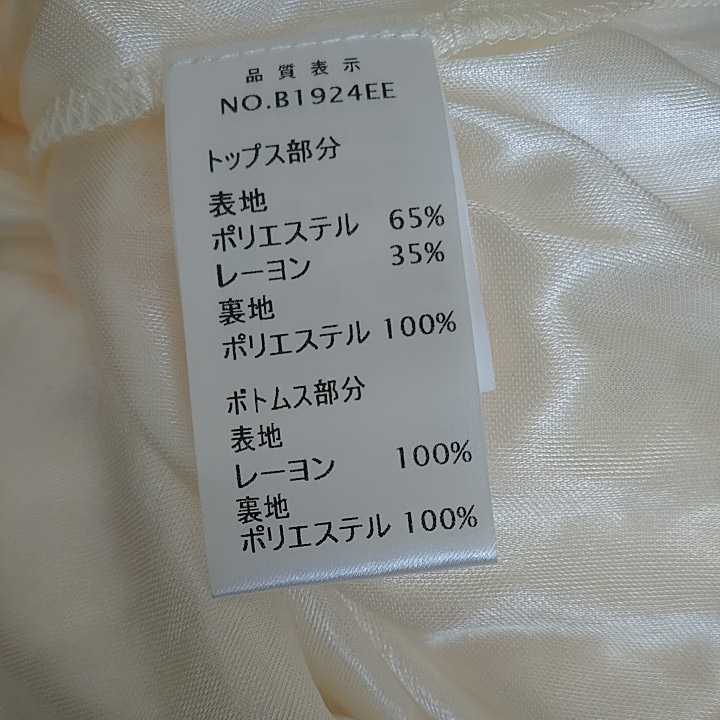 品質表示
NO.B1924EE
トップス部分
表地
ポリエステル 65%
レーヨン 35%
裏地
ポリエステル 100%
ボトムス部分
表地
レーヨン 100%
裏地
ポリエステル 100%